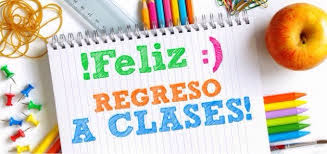 !Feliz :)
REGRESO
A CLASES!